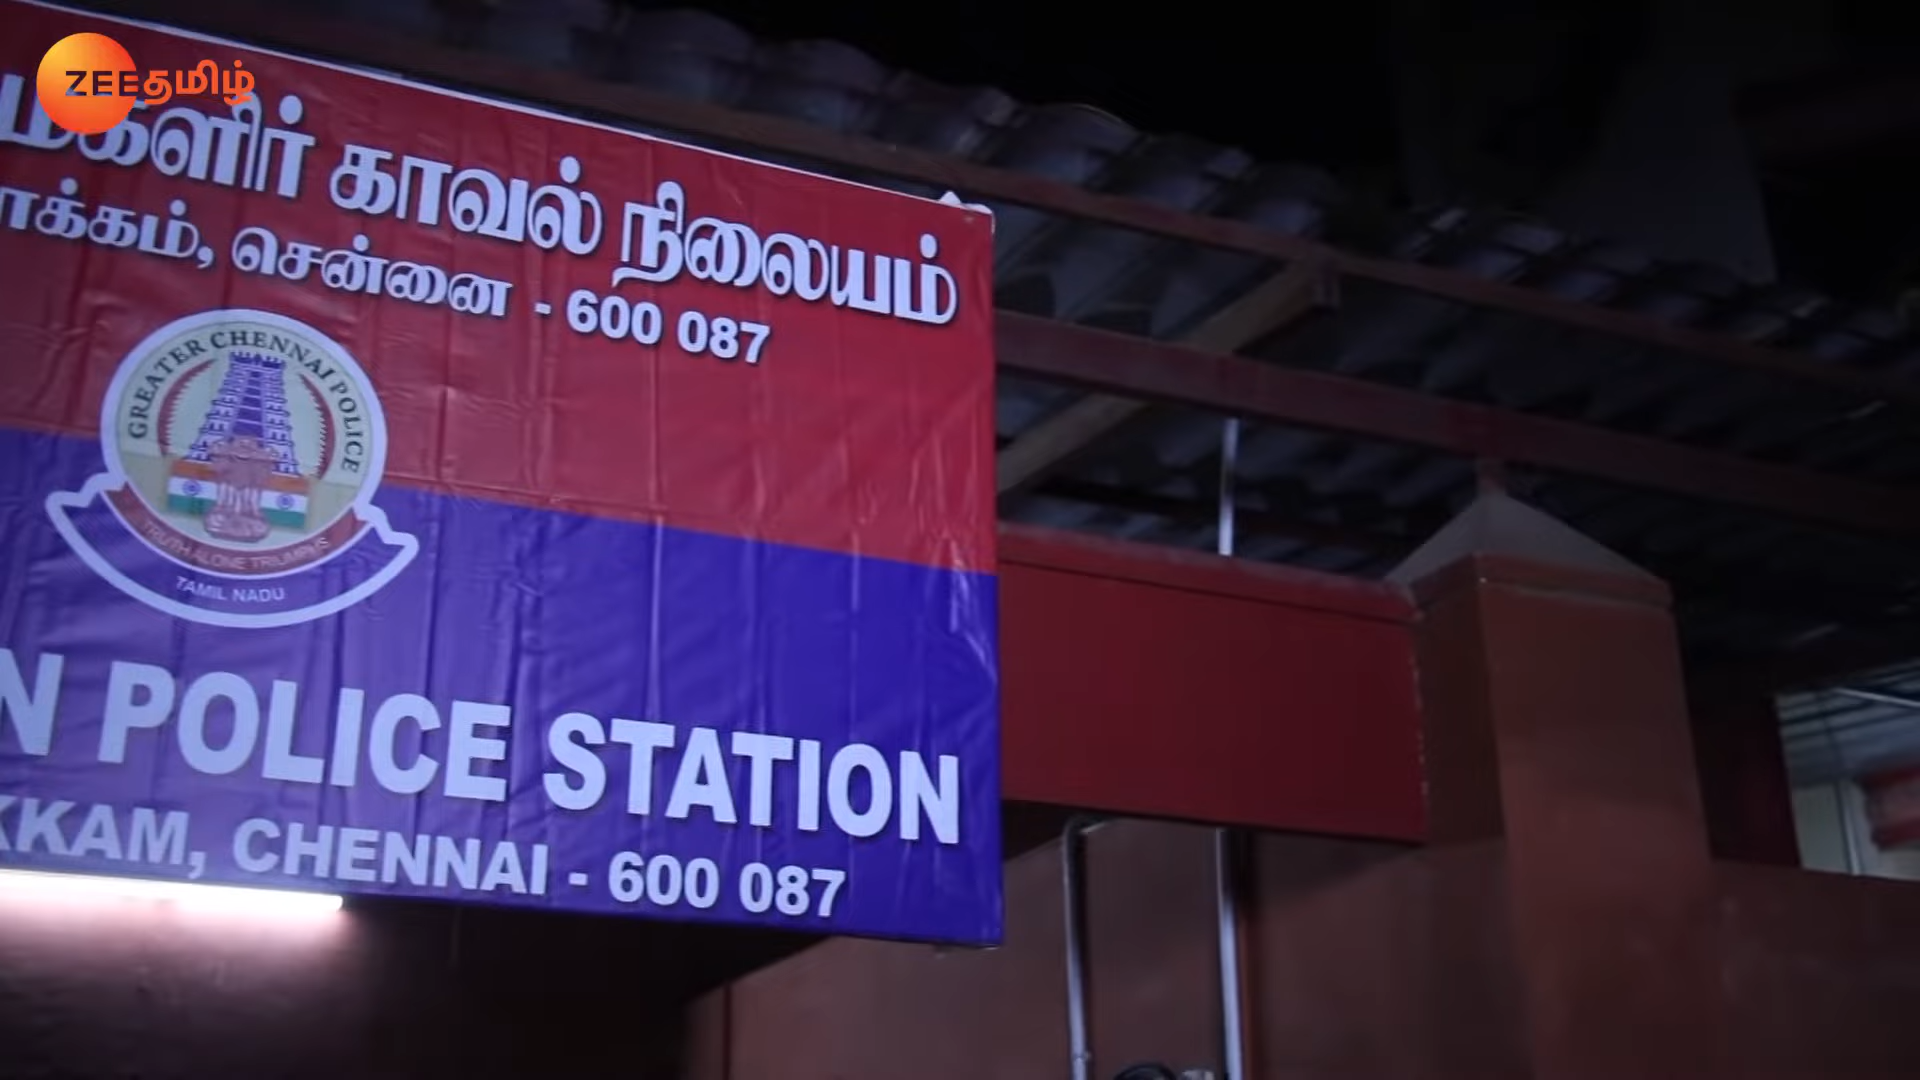 ZEEதமிழ்
மகளிர் காவல் நிலையம்
ாக்கம், சென்னை - 600 087
GREATER CHENNAI POLICE
TRUTH ALONE TRIUMPHS
TAMIL NADU
N POLICE STATION
KKAM, CHENNAI - 600 087